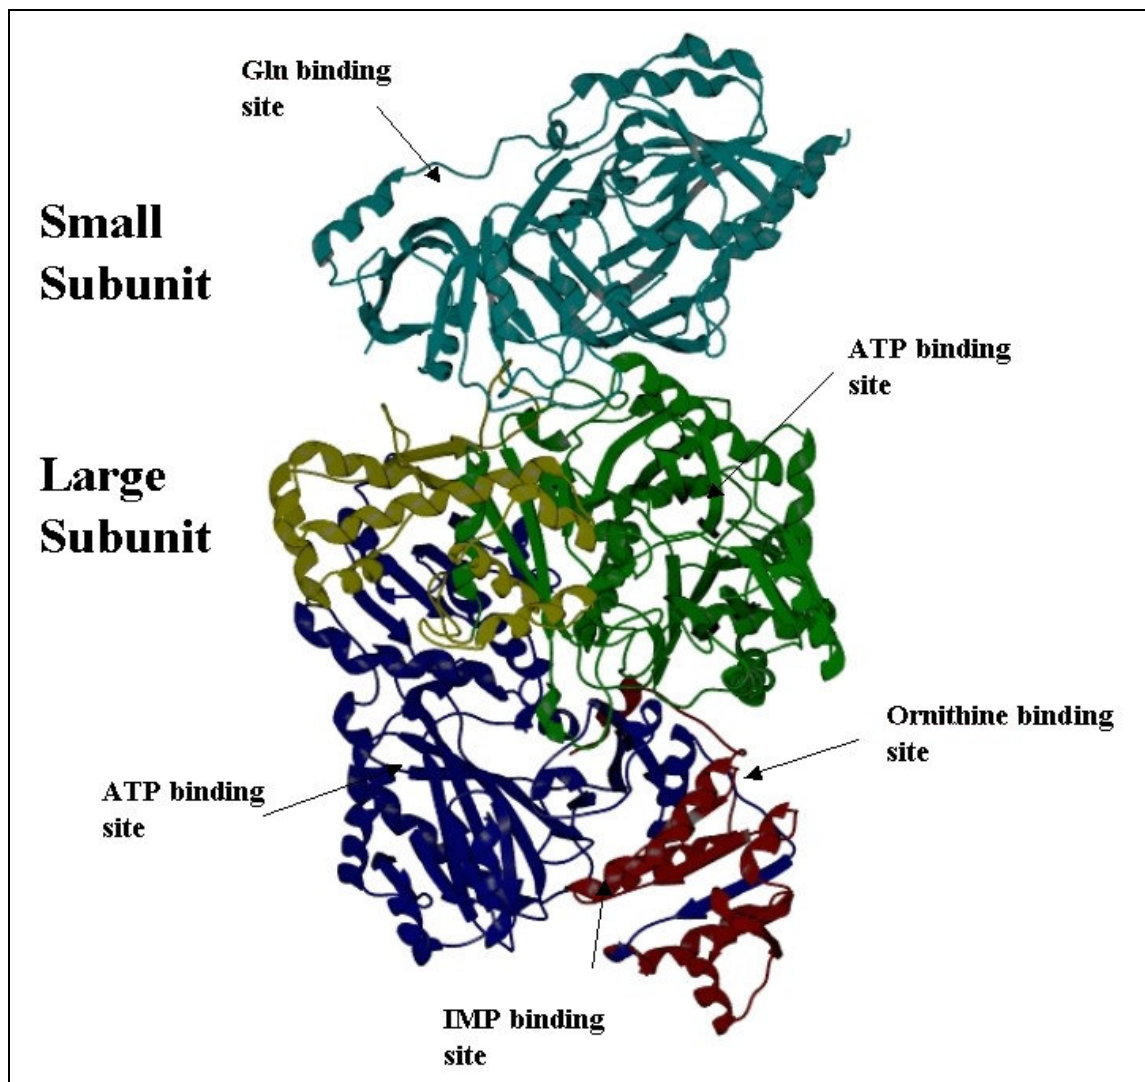 Gln binding
site
Small
Subunit
ATP binding
site
Large
Subunit
Ornithine binding
site
ATP binding
site
IMP binding
site